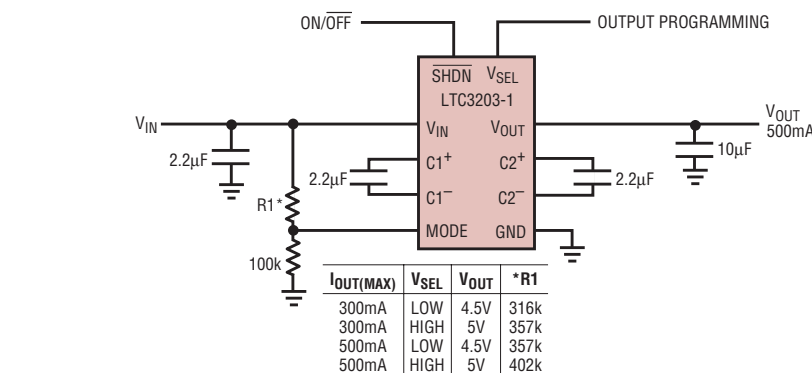 ON/OFF
OUTPUT PROGRAMMING
SHDN VSEL
LTC3203-1
VIN
VIN VOUT
VOUT
500mA
2.2µF
10µF
C1+ C2+
2.2µF
2.2µF
C1– C2–
R1*
MODE GND
100k
IOUT(MAX) VSEL VOUT *R1
300mA LOW 4.5V 316k
300mA HIGH 5V 357k
500mA LOW 4.5V 357k
500mA HIGH 5V 402k